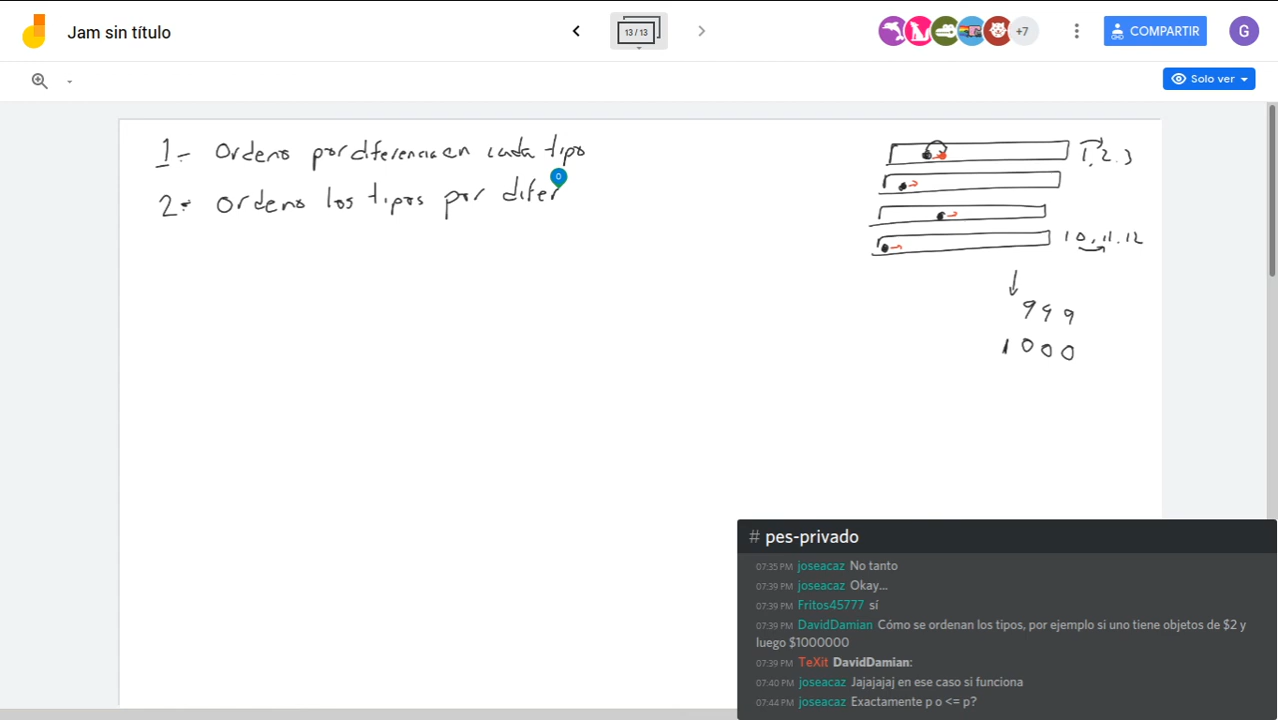 Jam sin título
13 / 13
+7
COMPARTIR
G
Solo ver
1- Ordeno por diferencia en cada tipo
2- Ordeno los tipos por difer
1, 2, 3
10, 11, 12
999
1000
# pes-privado
07:35 PM joseacaz No tanto
07:39 PM joseacaz Okay...
07:39 PM Fritos45777 sí
07:39 PM DavidDamian Cómo se ordenan los tipos, por ejemplo si uno tiene objetos de $2 y
luego $1000000
07:39 PM TeXit DavidDamian:
07:40 PM joseacaz Jajajajaj en ese caso si funciona
07:44 PM joseacaz Exactamente p o <= p?